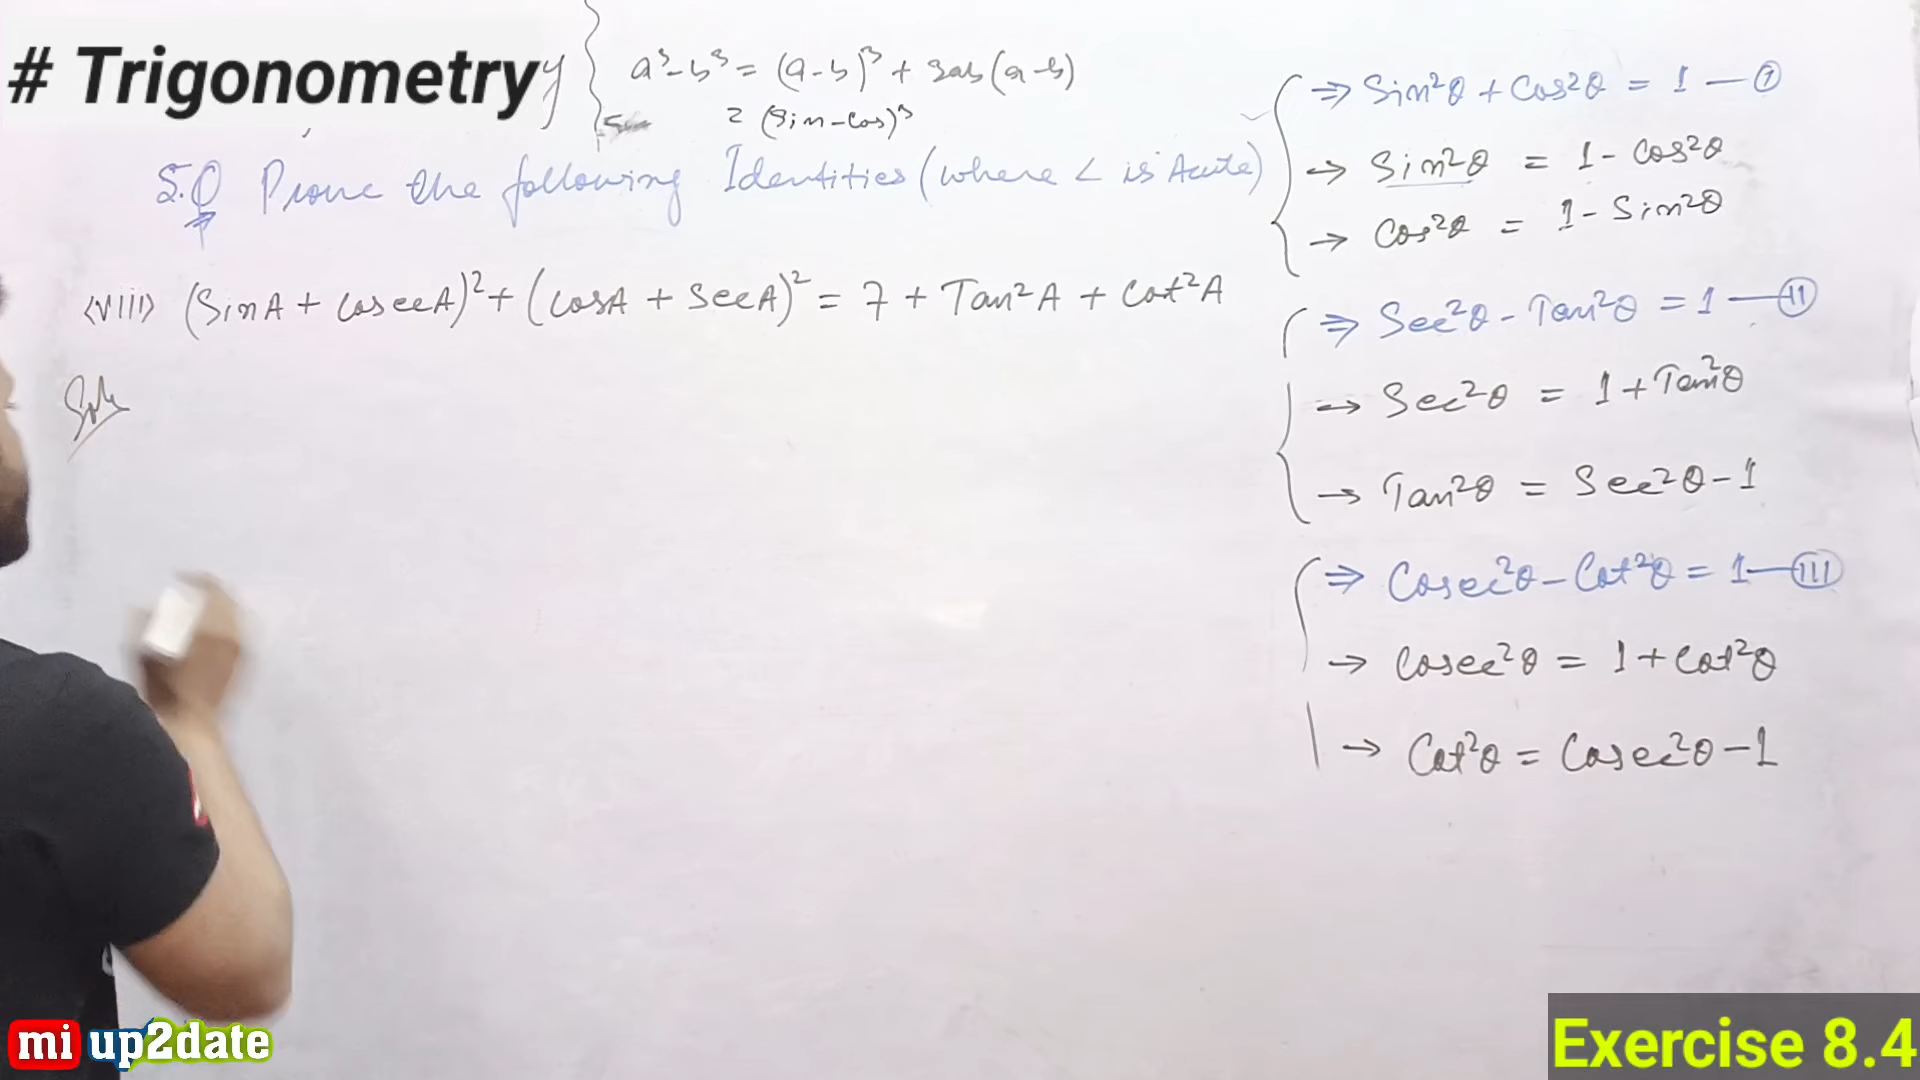 # Trigonometry
a³-b³ = (a-b)³ + 3ab(a-b)
= (Sin-Cos)³
5.Q Prove the following Identities (where < is Acute)
(VIII) (SinA + CosecA)² + (CosA + SecA)² = 7 + Tan²A + Cot²A
Soln
⇒ Sin²θ + Cos²θ = 1 — I
→ Sin²θ = 1 - Cos²θ
→ Cos²θ = 1 - Sin²θ
⇒ Sec²θ - Tan²θ = 1 — II
→ Sec²θ = 1 + Tan²θ
→ Tan²θ = Sec²θ - 1
⇒ Cosec²θ - Cot²θ = 1 — III
→ Cosec²θ = 1 + Cot²θ
→ Cot²θ = Cosec²θ - 1
mi up2date
Exercise 8.4